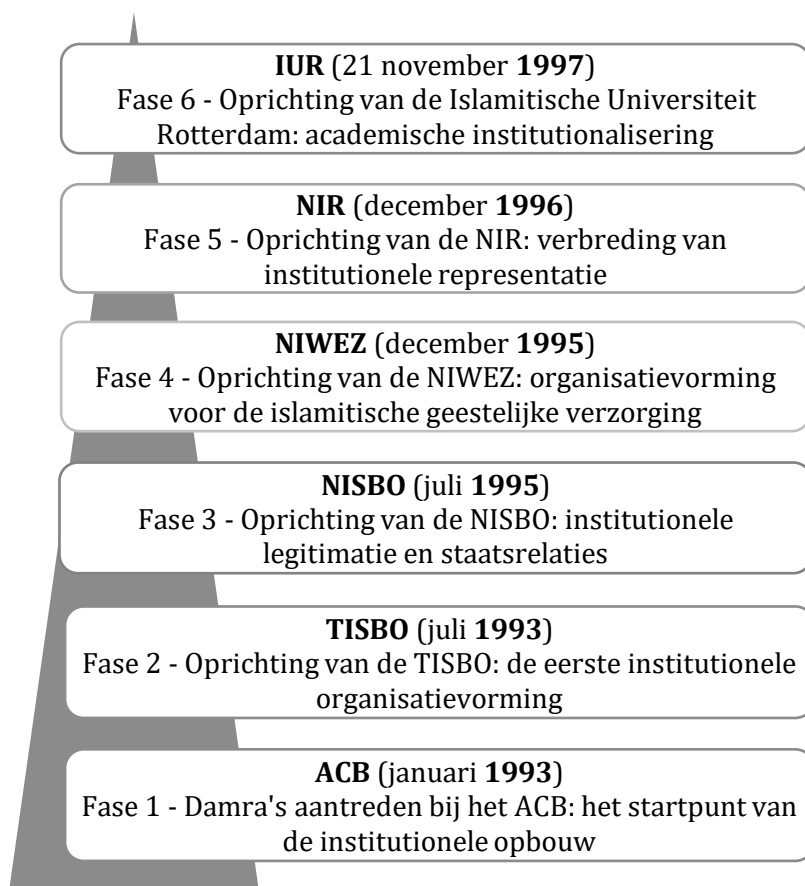 IUR (21 november 1997)
Fase 6 - Oprichting van de Islamitische Universiteit
Rotterdam: academische institutionalisering
NIR (december 1996)
Fase 5 - Oprichting van de NIR: verbreding van
institutionele representatie
NIWEZ (december 1995)
Fase 4 - Oprichting van de NIWEZ: organisatievorming
voor de islamitische geestelijke verzorging
NISBO (juli 1995)
Fase 3 - Oprichting van de NISBO: institutionele
legitimatie en staatsrelaties
TISBO (juli 1993)
Fase 2 - Oprichting van de TISBO: de eerste institutionele
organisatievorming
ACB (januari 1993)
Fase 1 - Damra's aantreden bij het ACB: het startpunt van
de institutionele opbouw